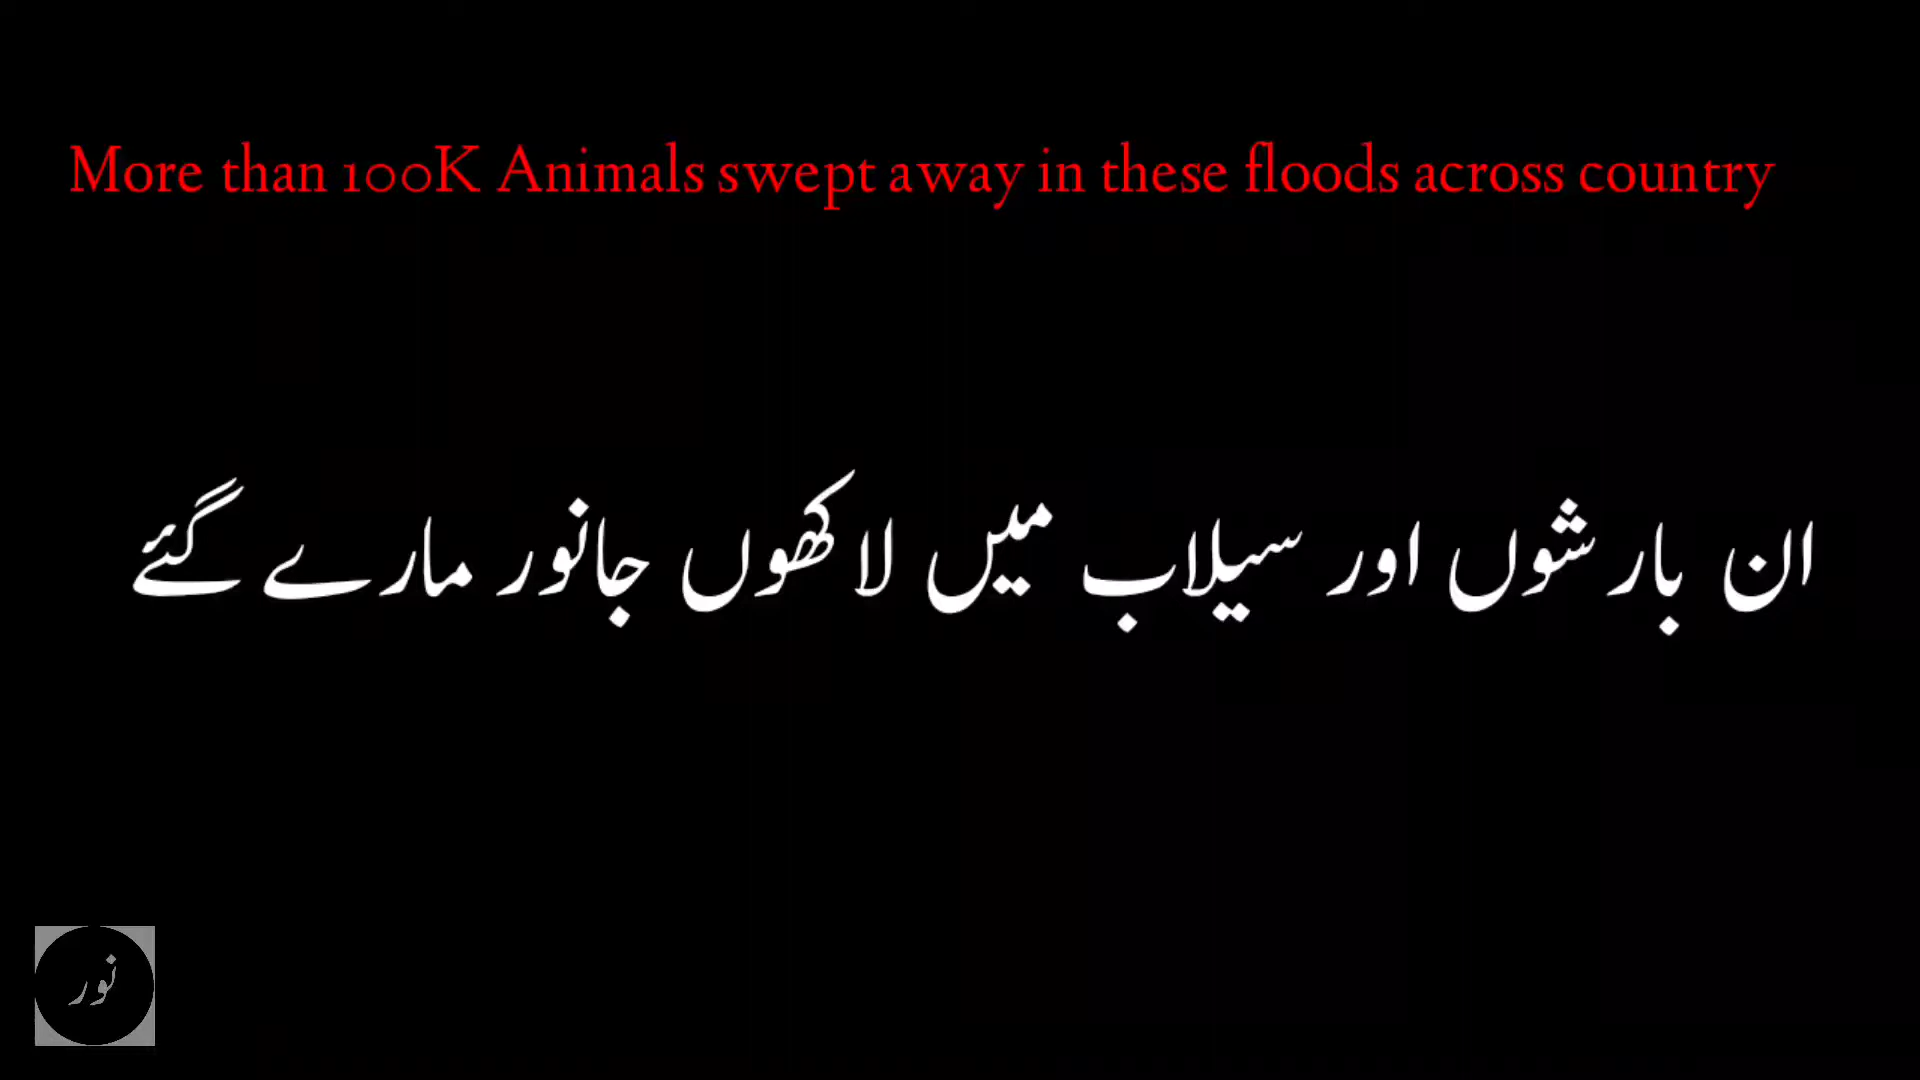 More than 100K Animals swept away in these floods across country
ان بارشوں اور سیلاب میں لاکھوں جانور مارے گئے
نور